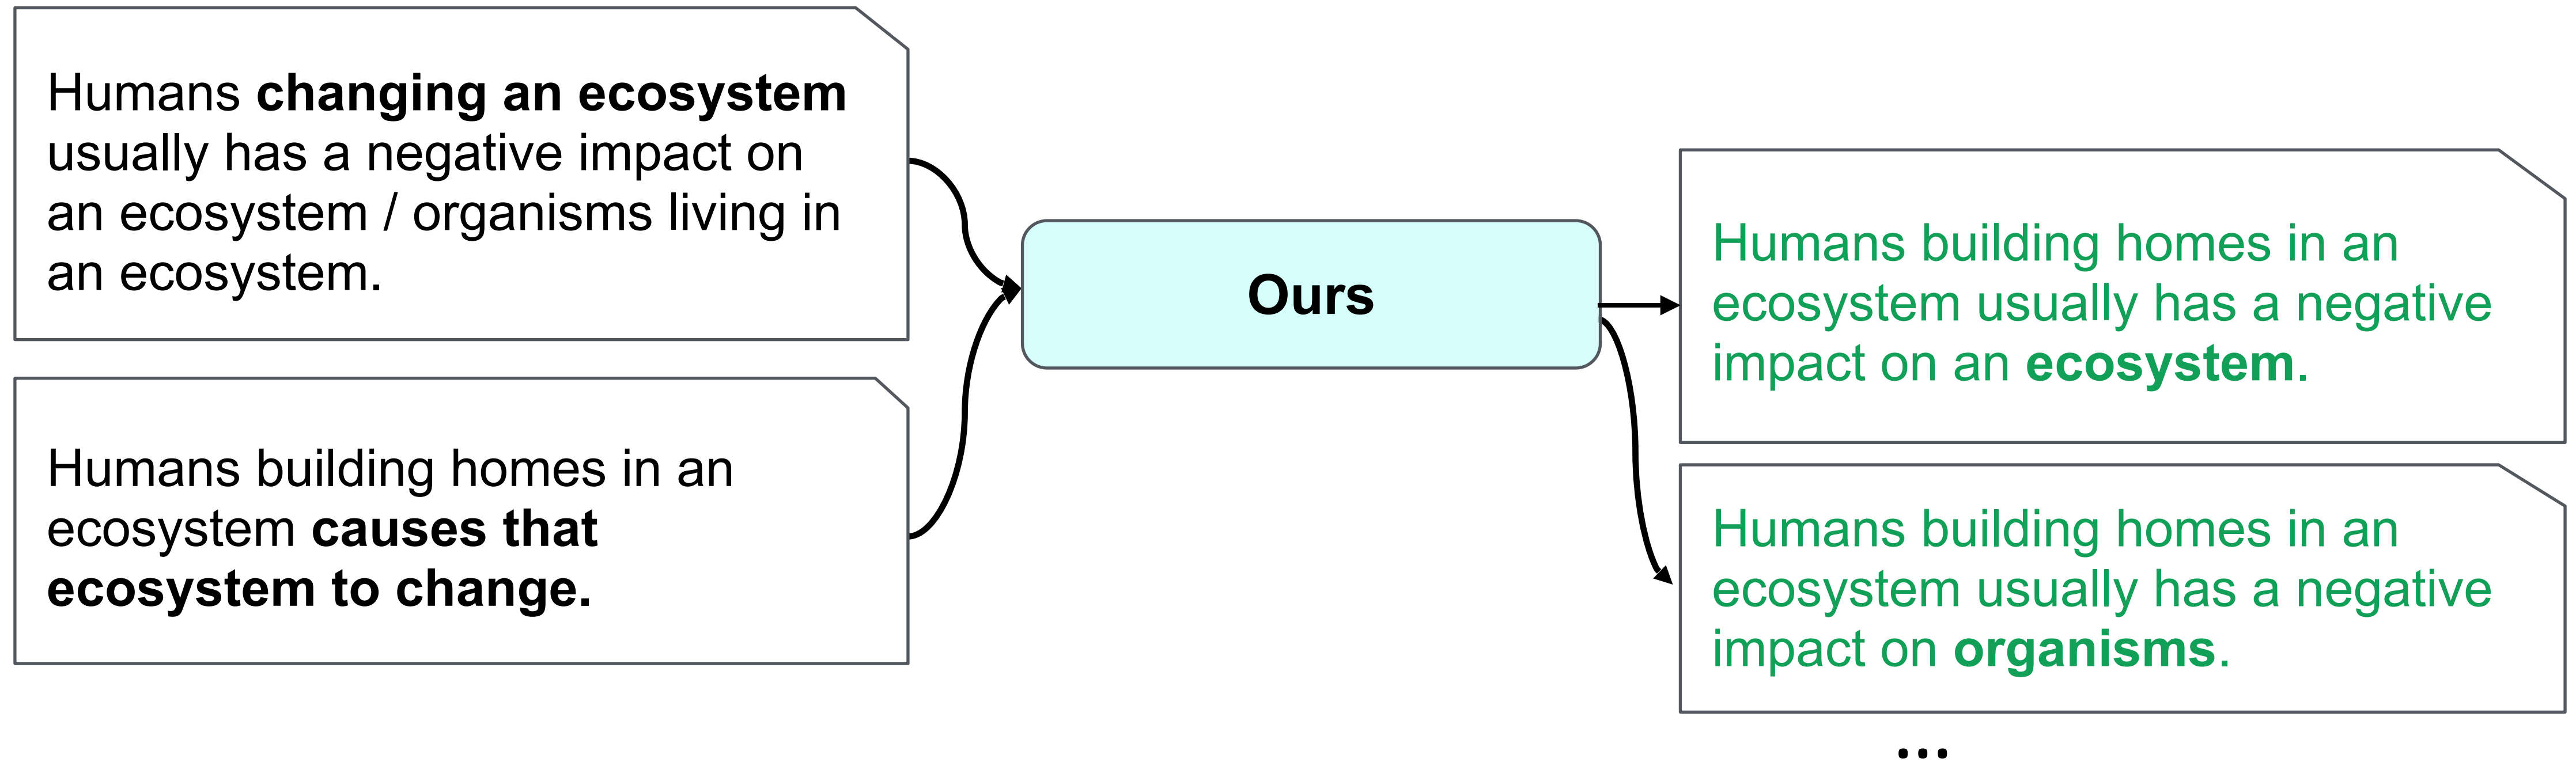 Humans changing an ecosystem
usually has a negative impact on
an ecosystem / organisms living in
an ecosystem.
Humans building homes in an
ecosystem causes that
ecosystem to change.
Ours
Humans building homes in an
ecosystem usually has a negative
impact on an ecosystem.
Humans building homes in an
ecosystem usually has a negative
impact on organisms.
...